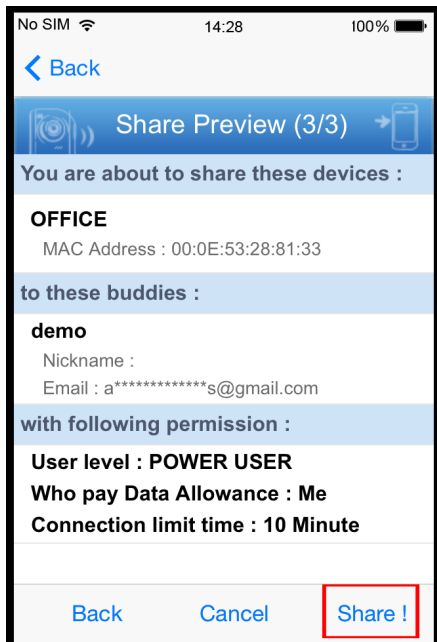 No SIM 14:28 100%
Back
Share Preview (3/3)
You are about to share these devices :
OFFICE
MAC Address : 00:0E:53:28:81:33
to these buddies :
demo
Nickname :
Email : a*************s@gmail.com
with following permission :
User level : POWER USER
Who pay Data Allowance : Me
Connection limit time : 10 Minute
Back Cancel Share !